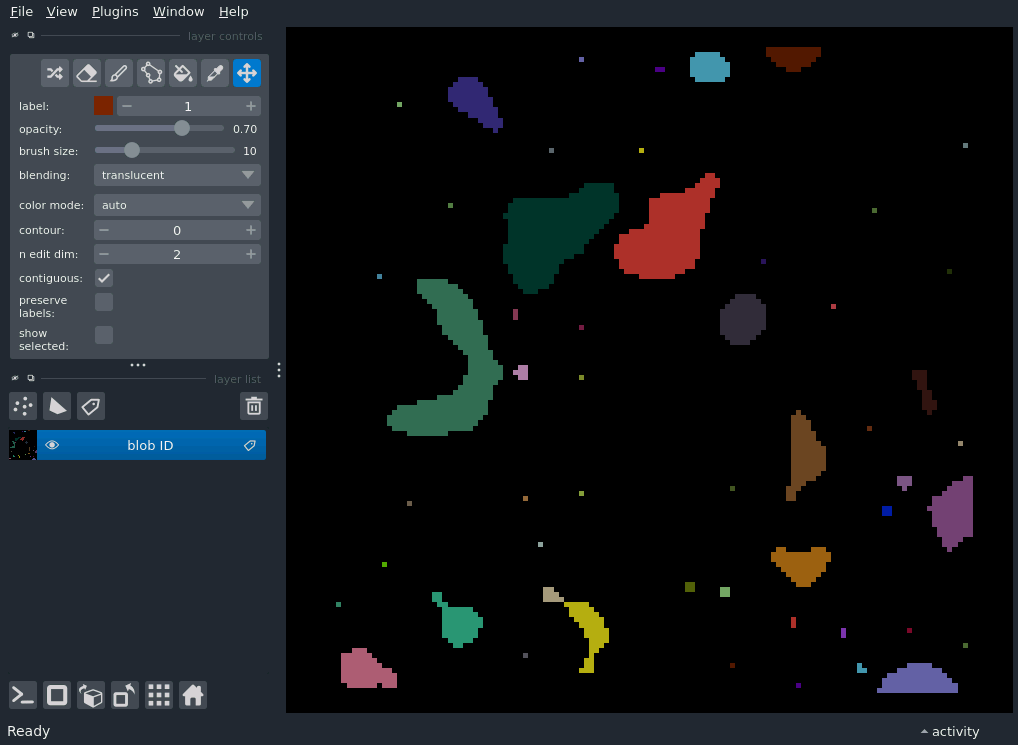 File View Plugins Window Help
layer controls
label: 1
opacity: 0.70
brush size: 10
blending: translucent
color mode: auto
contour: 0
n edit dim: 2
contiguous:
preserve
labels:
show
selected:
layer list
blob ID
Ready activity